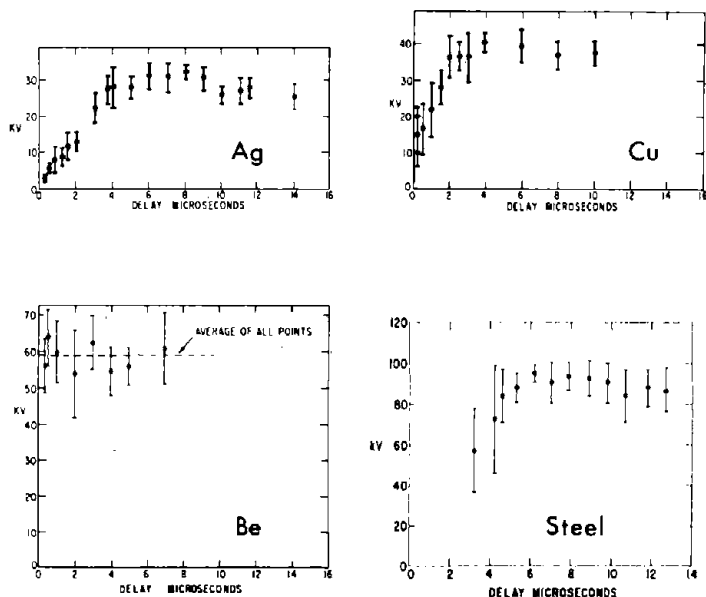 30
20
10
0
KV
Ag
0 2 4 6 8 10 12 14 16
DELAY MICROSECONDS
40
30
20
10
0
KV
Cu
0 2 4 6 8 10 12 14 16
DELAY MICROSECONDS
70
60
50
40
30
20
10
0
KV
AVERAGE OF ALL POINTS
Be
0 2 4 6 8 10 12 14 16
DELAY MICROSECONDS
120
100
80
60
40
20
0
kV
Steel
0 2 4 6 8 10 12 14
DELAY MICROSECONDS